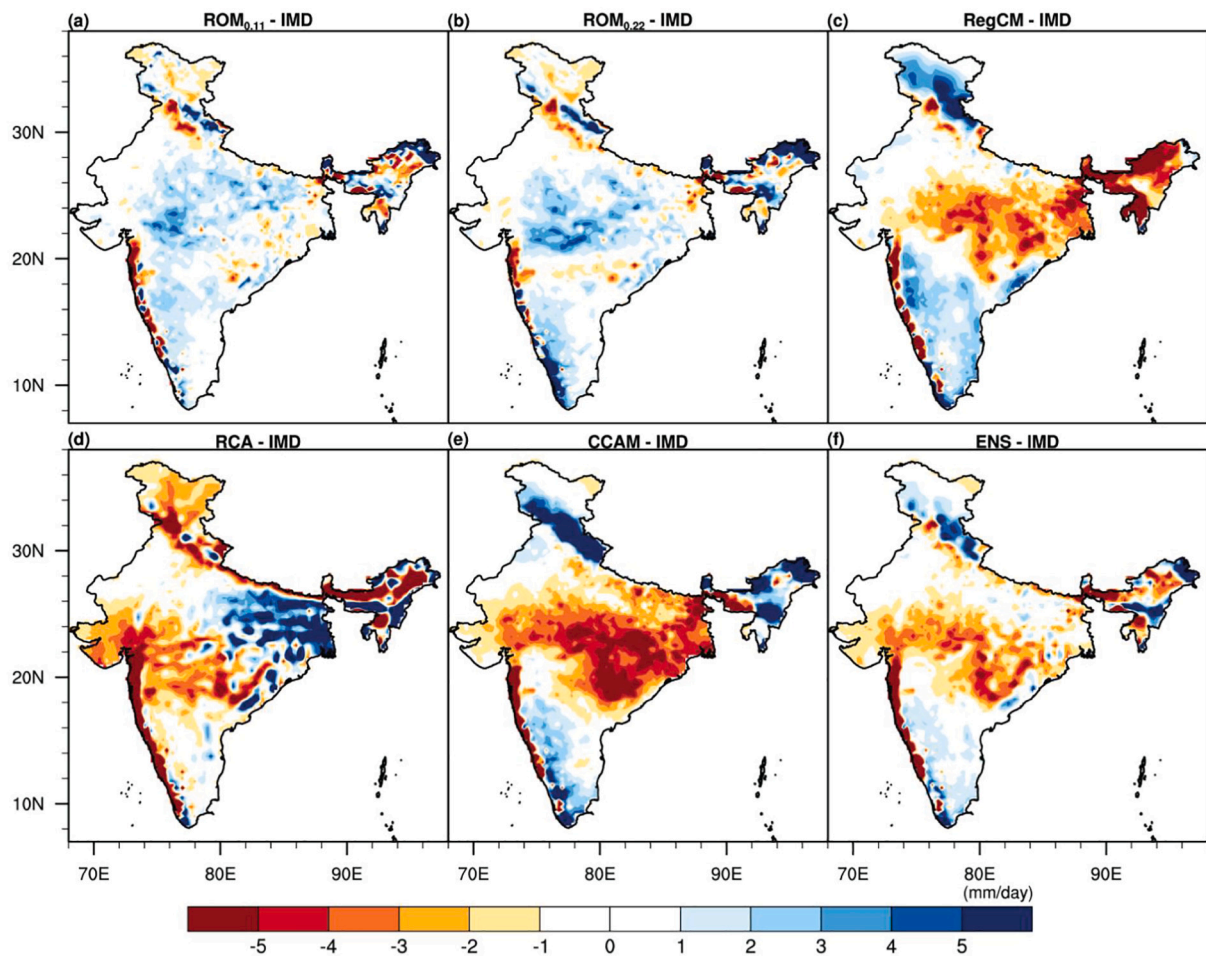 (a) ROM0.11 - IMD
(b) ROM0.22 - IMD
(c) RegCM - IMD
30N
20N
10N
(d) RCA - IMD
(e) CCAM - IMD
(f) ENS - IMD
30N
20N
10N
70E 80E 90E 70E 80E 90E 70E 80E 90E
(mm/day)
-5 -4 -3 -2 -1 0 1 2 3 4 5